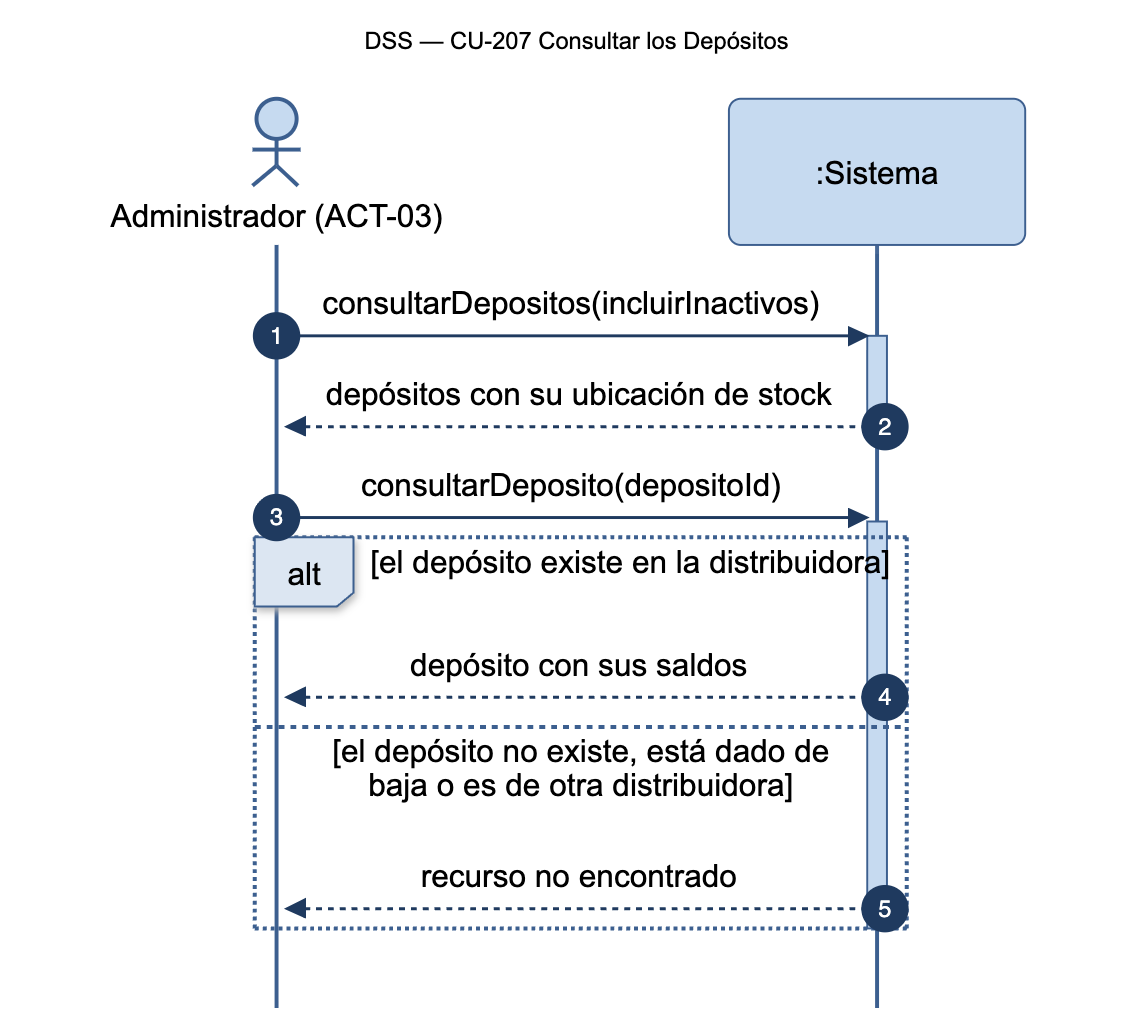 DSS — CU-207 Consultar los Depósitos
:Sistema
Administrador (ACT-03)
consultarDepositos(incluirInactivos)
1
depósitos con su ubicación de stock
2
consultarDeposito(depositoId)
3
alt
[el depósito existe en la distribuidora]
depósito con sus saldos
4
[el depósito no existe, está dado de
baja o es de otra distribuidora]
recurso no encontrado
5